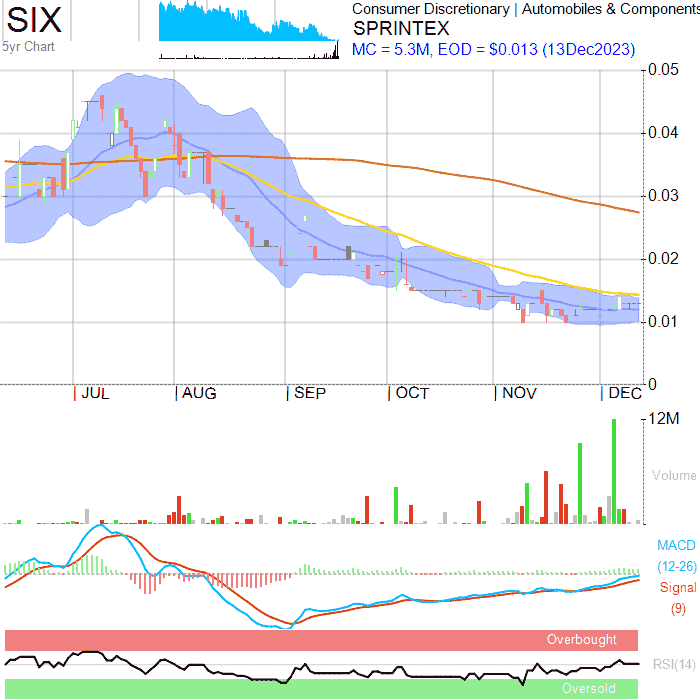 SIX
5yr Chart
Consumer Discretionary | Automobiles & Components
SPRINTEX
MC = 5.3M, EOD = $0.013 (13Dec2023)
0.05
0.04
0.03
0.02
0.01
0
JUL
AUG
SEP
OCT
NOV
DEC
12M
Volume
MACD
(12-26)
Signal
(9)
Overbought
RSI(14)
Oversold